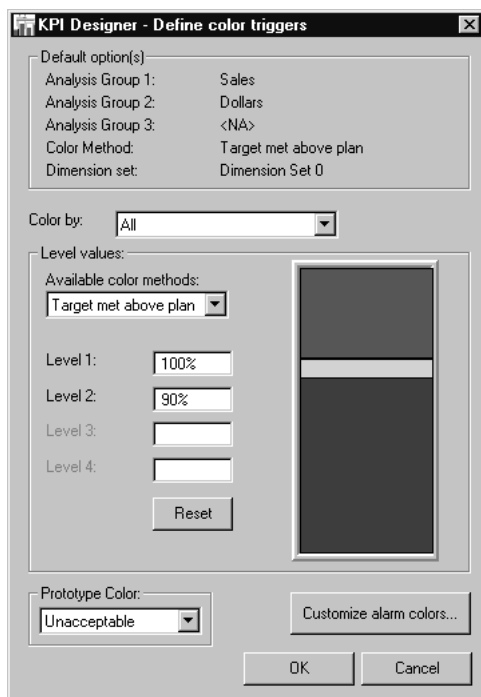 KPI Designer - Define color triggers
Default option(s)
Analysis Group 1: Sales
Analysis Group 2: Dollars
Analysis Group 3: <NA>
Color Method: Target met above plan
Dimension set: Dimension Set 0
Color by: All
Level values:
Available color methods:
Target met above plan
Level 1: 100%
Level 2: 90%
Level 3:
Level 4:
Reset
Prototype Color:
Unacceptable
Customize alarm colors...
OK Cancel